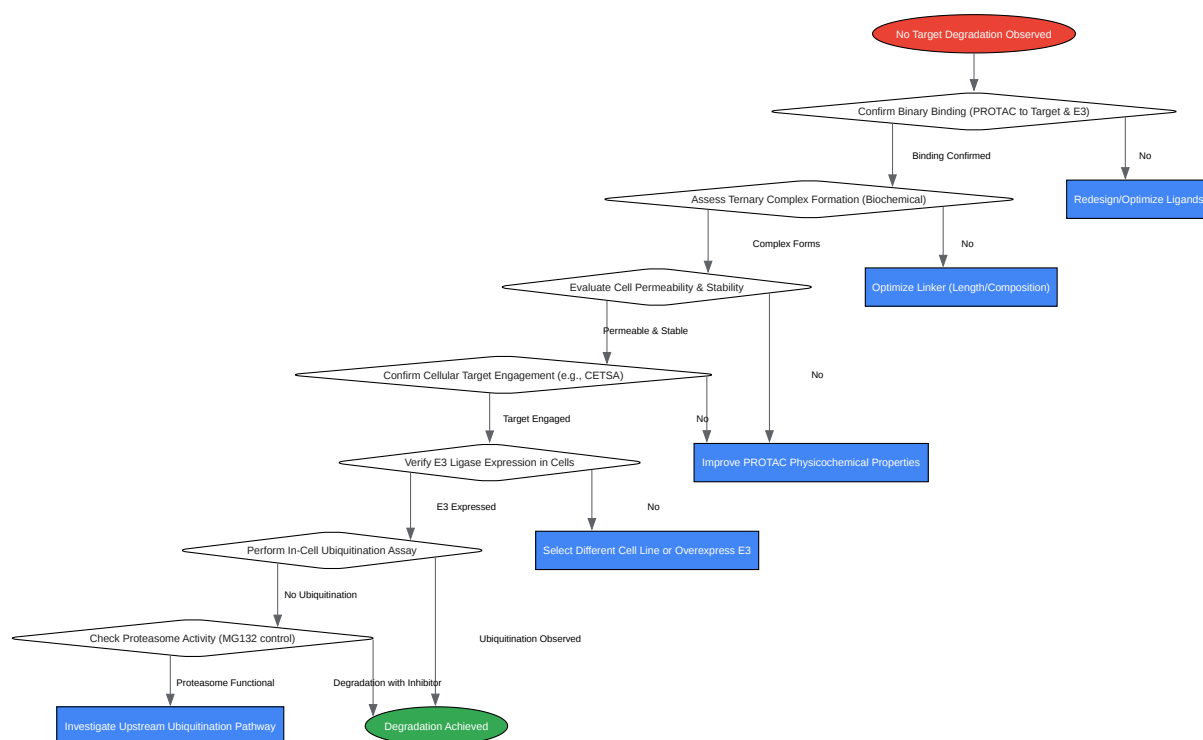 No Target Degradation Observed
Confirm Binary Binding (PROTAC to Target & E3)
Binding Confirmed
No
Assess Ternary Complex Formation (Biochemical)
Redesign/Optimize Ligands
Complex Forms
No
Evaluate Cell Permeability & Stability
Optimize Linker (Length/Composition)
Permeable & Stable
No
Confirm Cellular Target Engagement (e.g., CETSA)
Target Engaged
No
Verify E3 Ligase Expression in Cells
Improve PROTAC Physicochemical Properties
E3 Expressed
No
Perform In-Cell Ubiquitination Assay
Select Different Cell Line or Overexpress E3
No Ubiquitination
Ubiquitination Observed
Check Proteasome Activity (MG132 control)
Proteasome Functional
Degradation with Inhibitor
Investigate Upstream Ubiquitination Pathway
Degradation Achieved